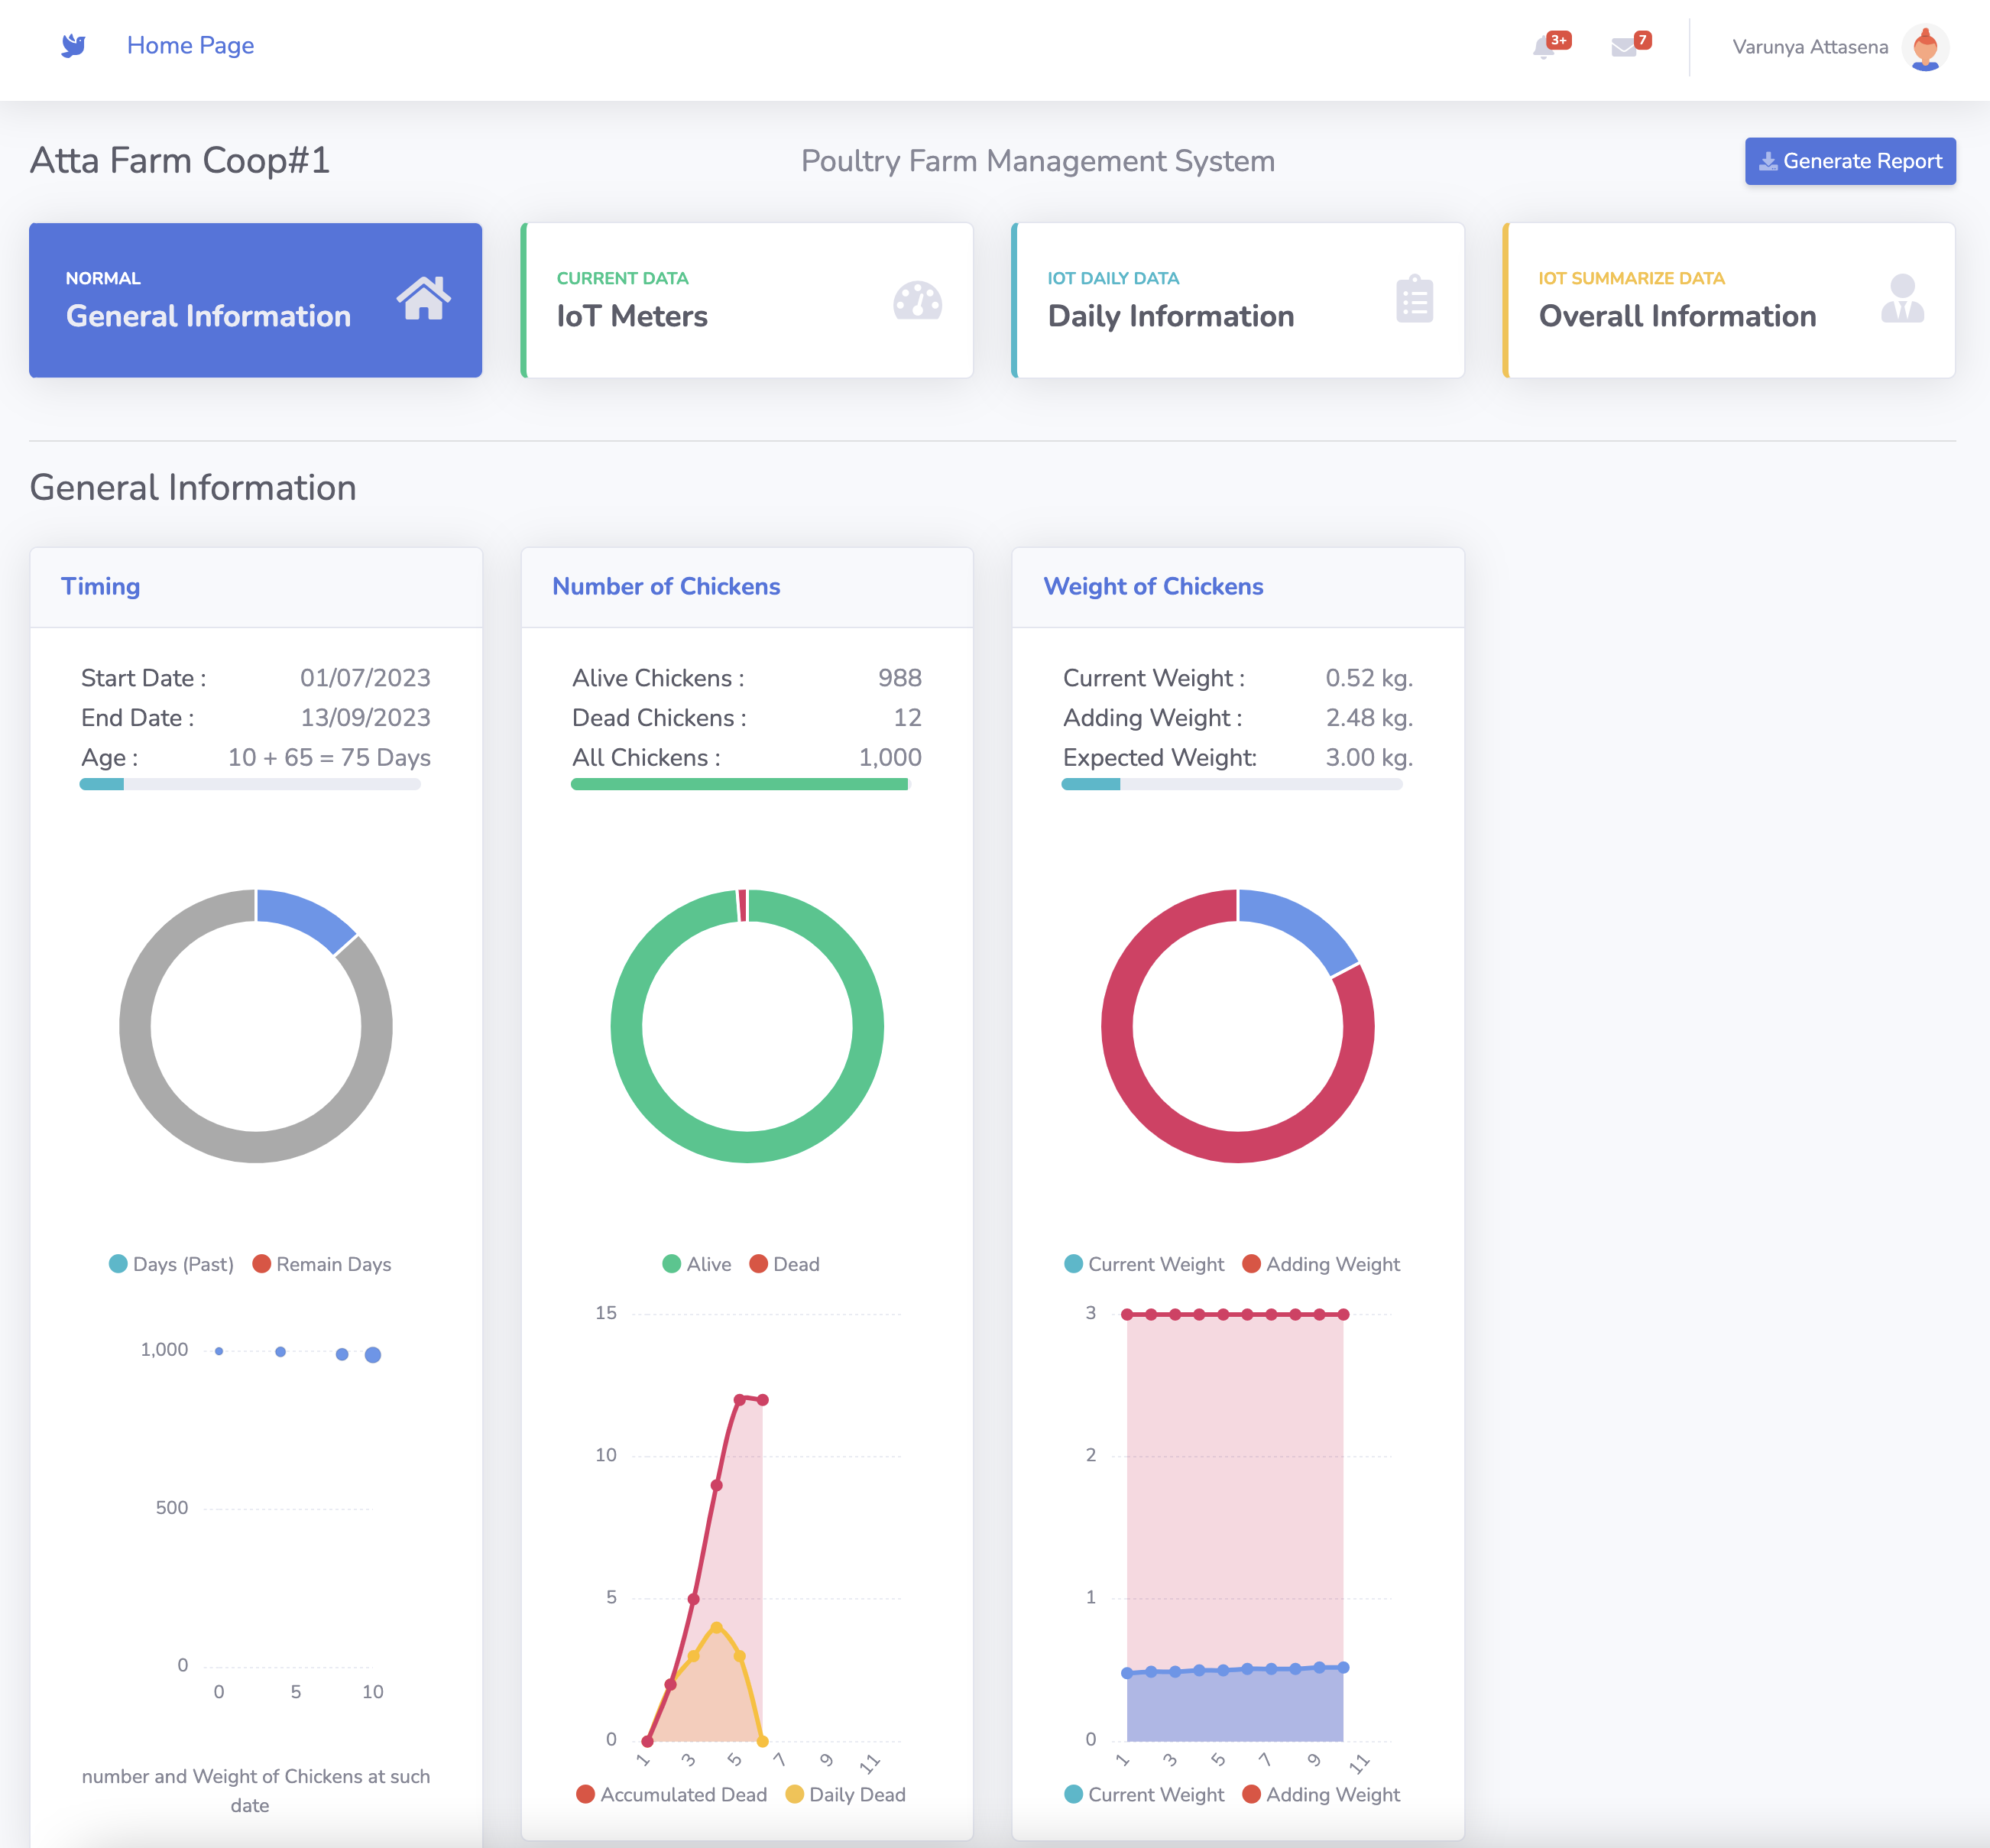 Home Page
3+
7
Varunya Attasena
Atta Farm Coop#1
Poultry Farm Management System
Generate Report
NORMAL
General Information
CURRENT DATA
IoT Meters
IOT DAILY DATA
Daily Information
IOT SUMMARIZE DATA
Overall Information
General Information
Timing
Start Date : 01/07/2023
End Date : 13/09/2023
Age : 10 + 65 = 75 Days
Days (Past) Remain Days
1,000
500
0
0 5 10
number and Weight of Chickens at such
date
Number of Chickens
Alive Chickens : 988
Dead Chickens : 12
All Chickens : 1,000
Alive Dead
15
10
5
0
1 3 5 7 9 11
Accumulated Dead Daily Dead
Weight of Chickens
Current Weight : 0.52 kg.
Adding Weight : 2.48 kg.
Expected Weight: 3.00 kg.
Current Weight Adding Weight
3
2
1
0
1 3 5 7 9 11
Current Weight Adding Weight